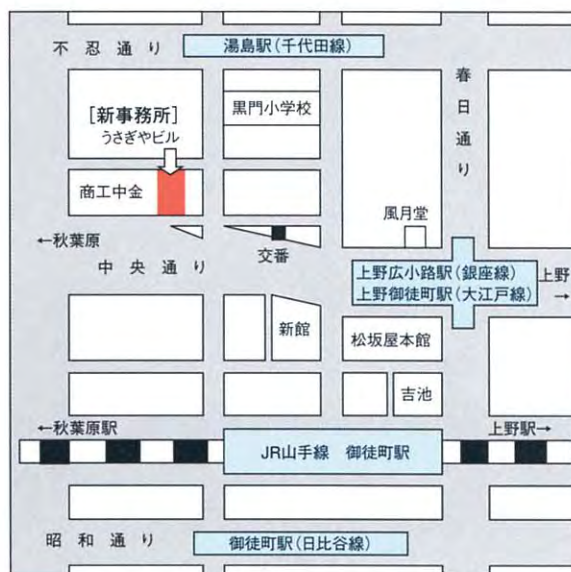 不忍通り
湯島駅(千代田線)
春日通り
[新事務所]
うさぎやビル
黒門小学校
商工中金
風月堂
←秋葉原
交番
中央通り
上野広小路駅(銀座線)
上野御徒町駅(大江戸線)
上野
→
新館
松坂屋本館
吉池
←秋葉原駅
上野駅→
JR山手線 御徒町駅
昭和通り
御徒町駅(日比谷線)